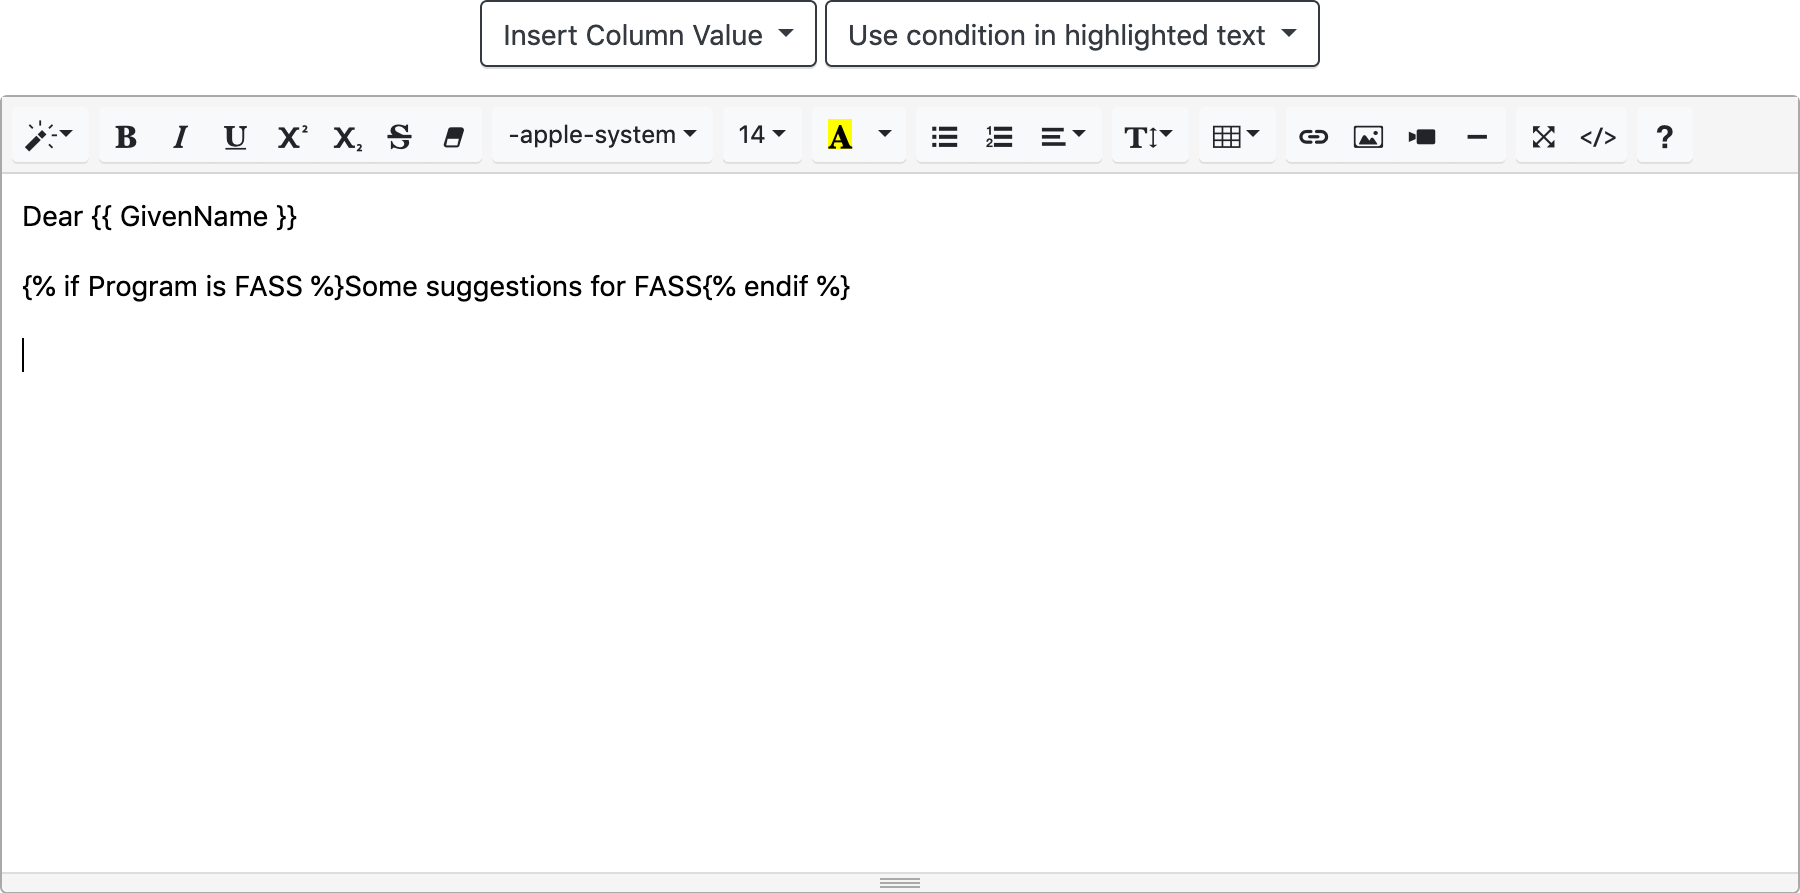 Insert Column Value
Use condition in highlighted text
B I U X² X₂ S -apple-system 14 A T </> ?
Dear {{ GivenName }}
{% if Program is FASS %}Some suggestions for FASS{% endif %}